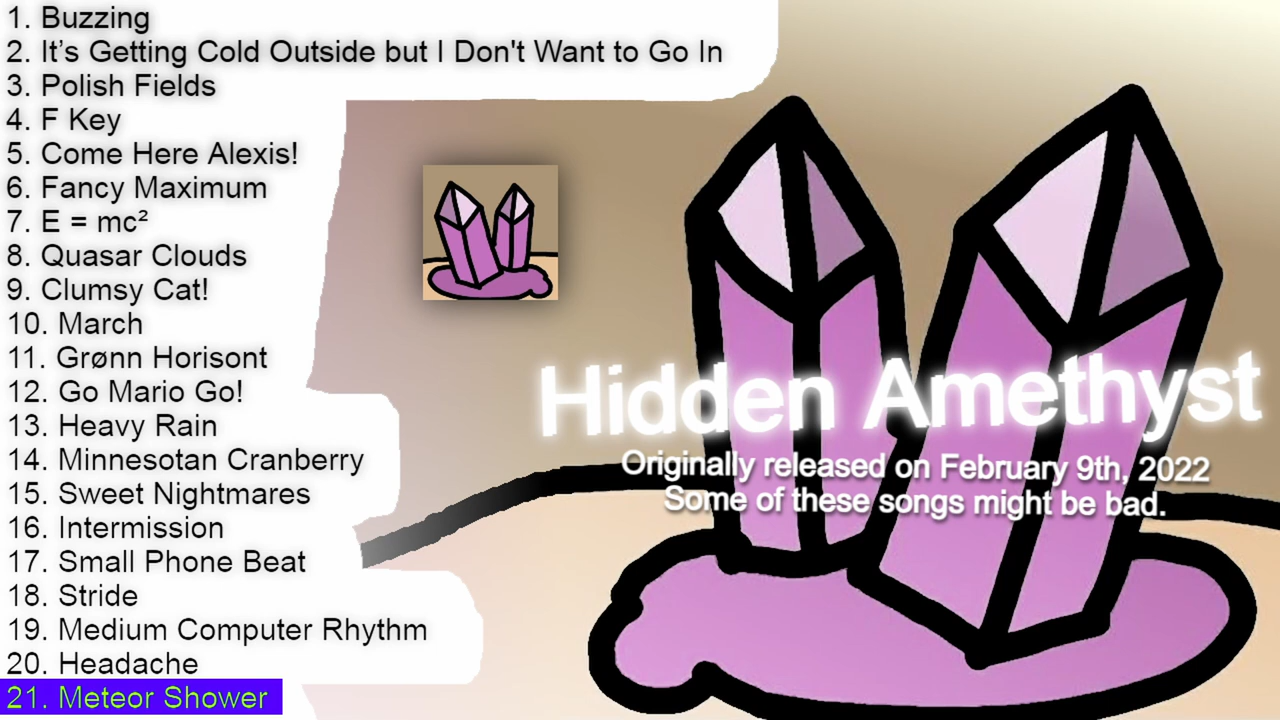 1. Buzzing
2. It’s Getting Cold Outside but I Don't Want to Go In
3. Polish Fields
4. F Key
5. Come Here Alexis!
6. Fancy Maximum
7. E = mc²
8. Quasar Clouds
9. Clumsy Cat!
10. March
11. Grønn Horisont
12. Go Mario Go!
13. Heavy Rain
14. Minnesotan Cranberry
15. Sweet Nightmares
16. Intermission
17. Small Phone Beat
18. Stride
19. Medium Computer Rhythm
20. Headache
21. Meteor Shower
Hidden Amethyst
Originally released on February 9th, 2022
Some of these songs might be bad.